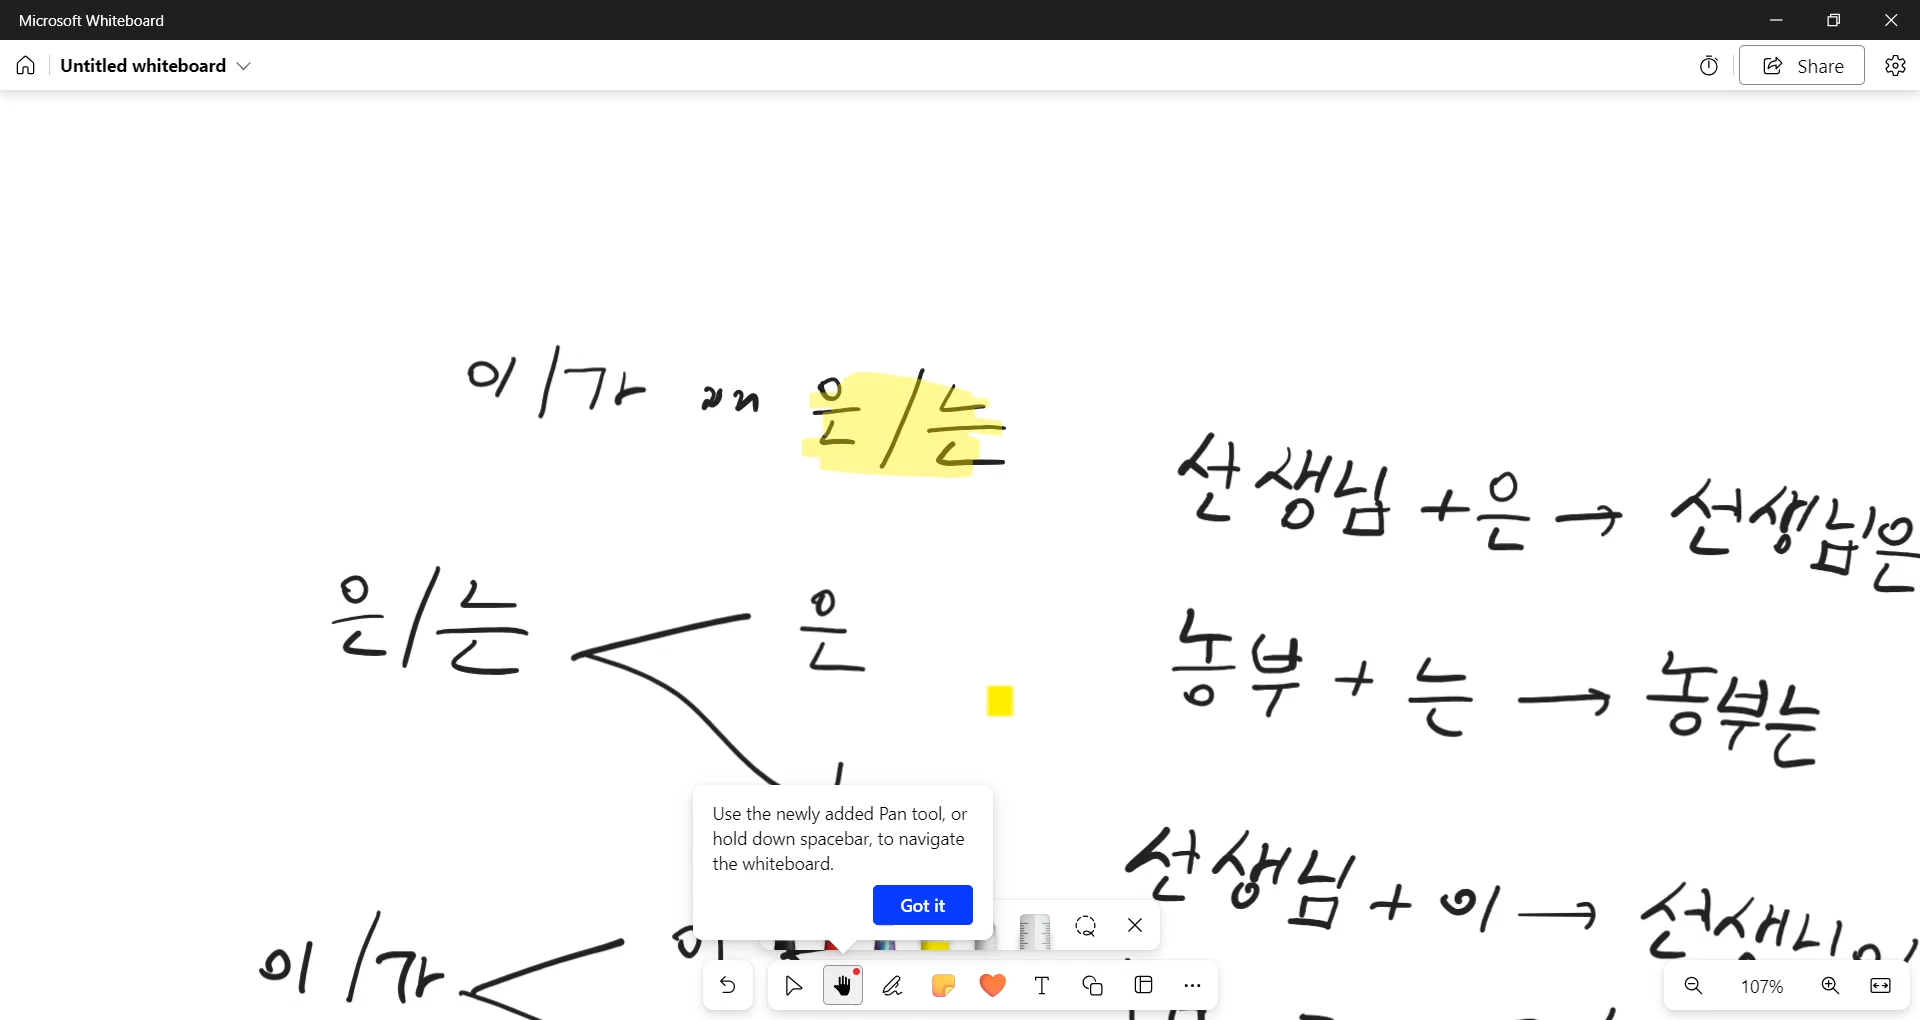 Microsoft Whiteboard
Untitled whiteboard
Share
이/가 은/는
선생님 + 은 → 선생님은
은/는 은
농부 + 는 → 농부는
Use the newly added Pan tool, or
hold down spacebar, to navigate
the whiteboard.
Got it
선생님 + 이 →
이/가 이
107%